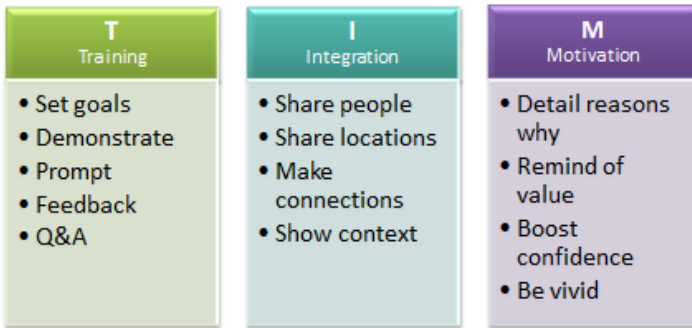 T
Training
• Set goals
• Demonstrate
• Prompt
• Feedback
• Q&A
I
Integration
• Share people
• Share locations
• Make
connections
• Show context
M
Motivation
• Detail reasons
why
• Remind of
value
• Boost
confidence
• Be vivid